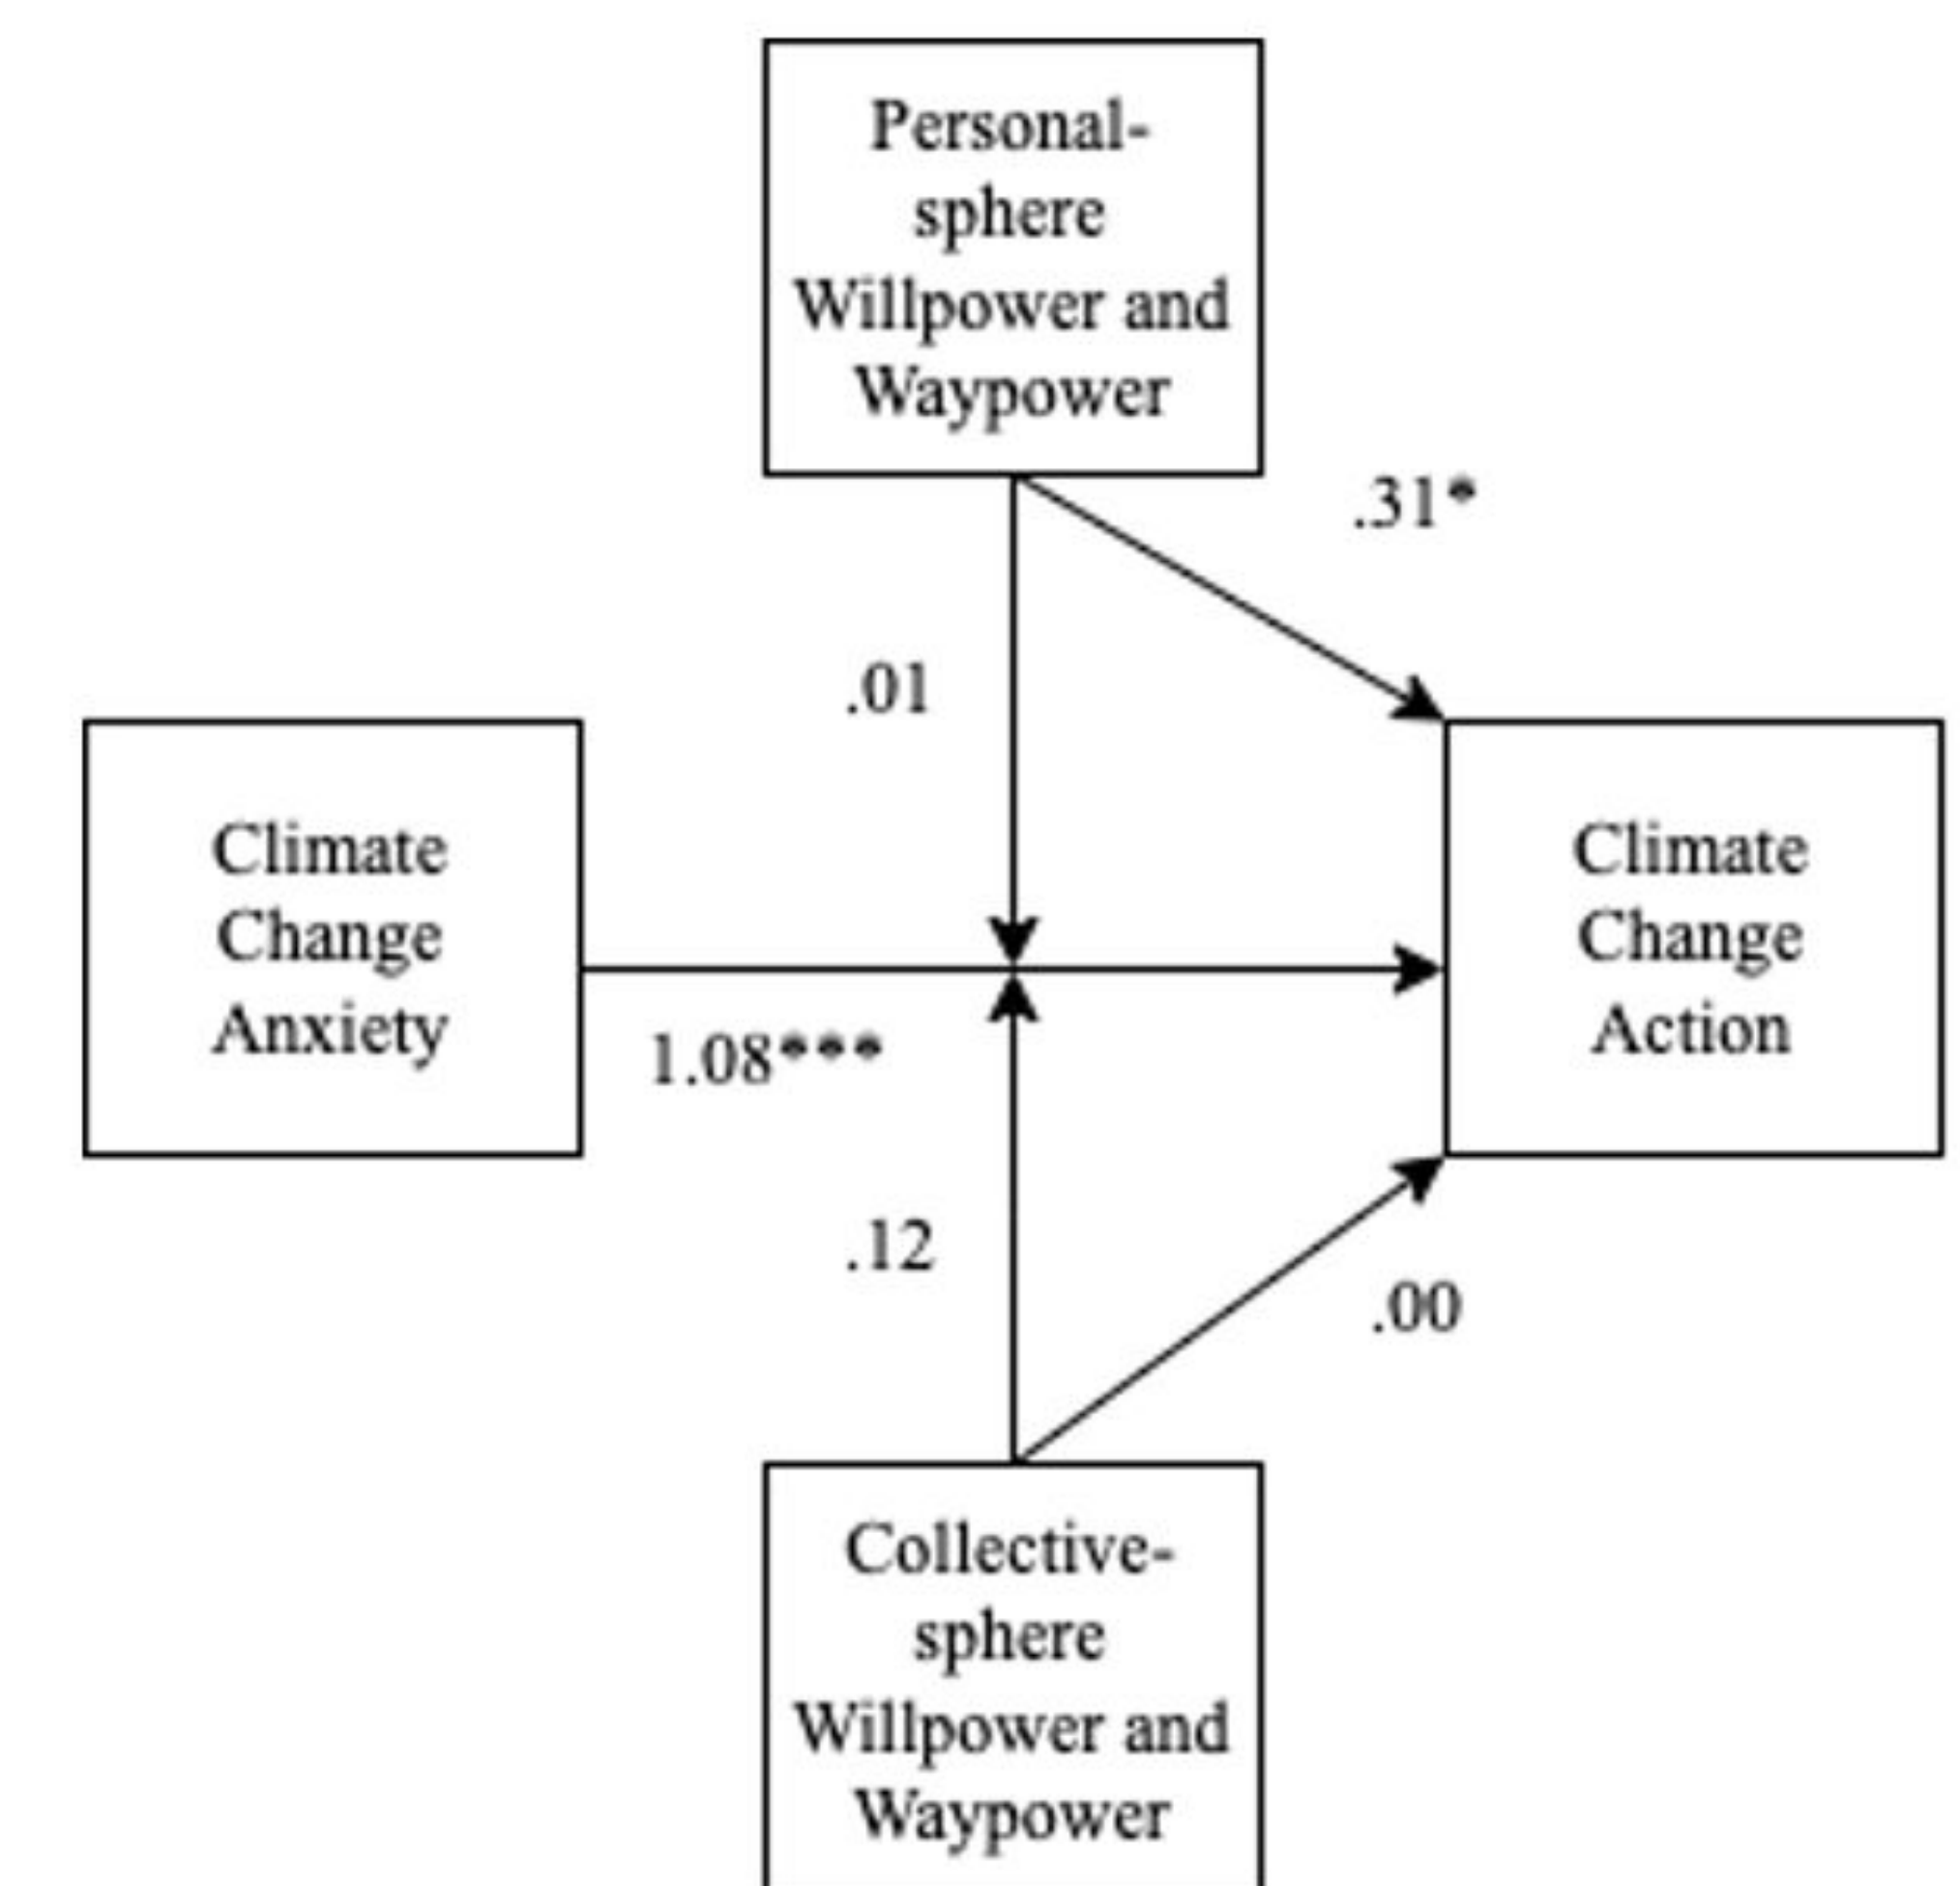 Personal-
sphere
Willpower and
Waypower
.31*
.01
Climate
Change
Anxiety
Climate
Change
Action
1.08***
.12
.00
Collective-
sphere
Willpower and
Waypower